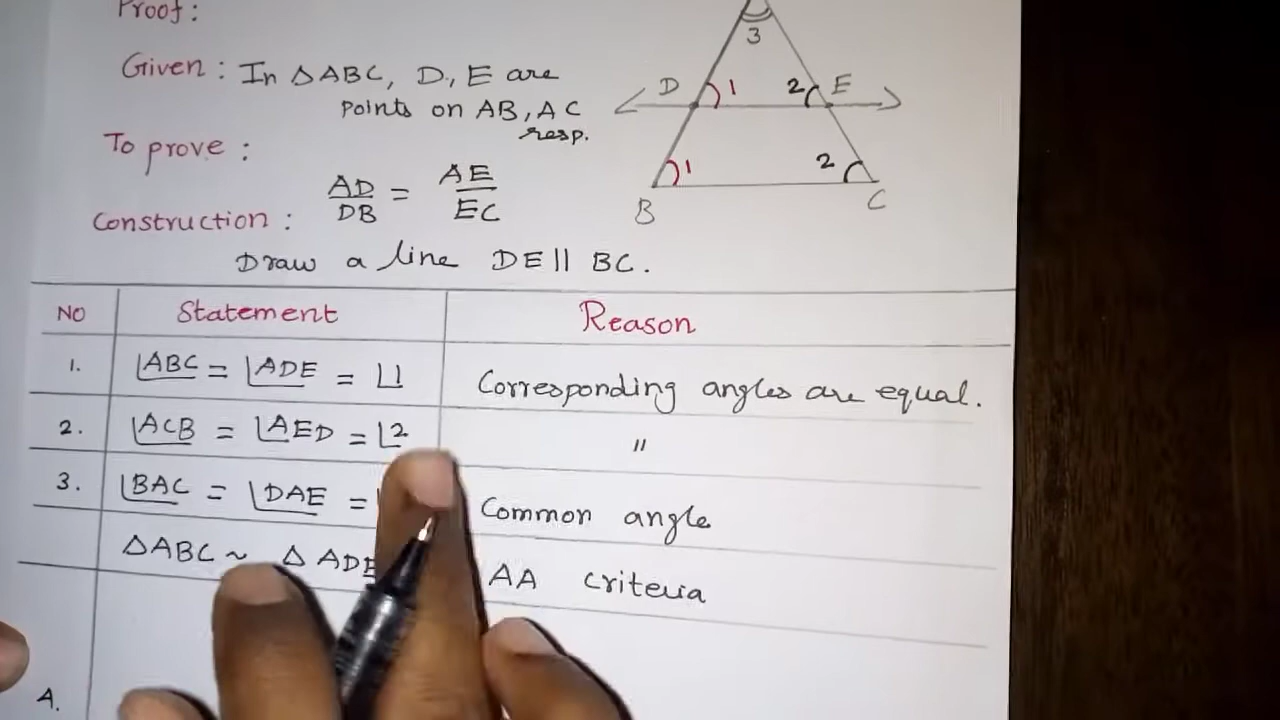 Proof:
Given: In ΔABC, D, E are
points on AB, AC
resp.
To prove:
AD/DB = AE/EC
Construction:
Draw a line DE || BC.
3
D 1 2 E
1 2
B C
NO Statement Reason
1. ∠ABC = ∠ADE = ∠1 Corresponding angles are equal.
2. ∠ACB = ∠AED = ∠2 "
3. ∠BAC = ∠DAE = Common angle
ΔABC ~ ΔADE AA criteria
4.